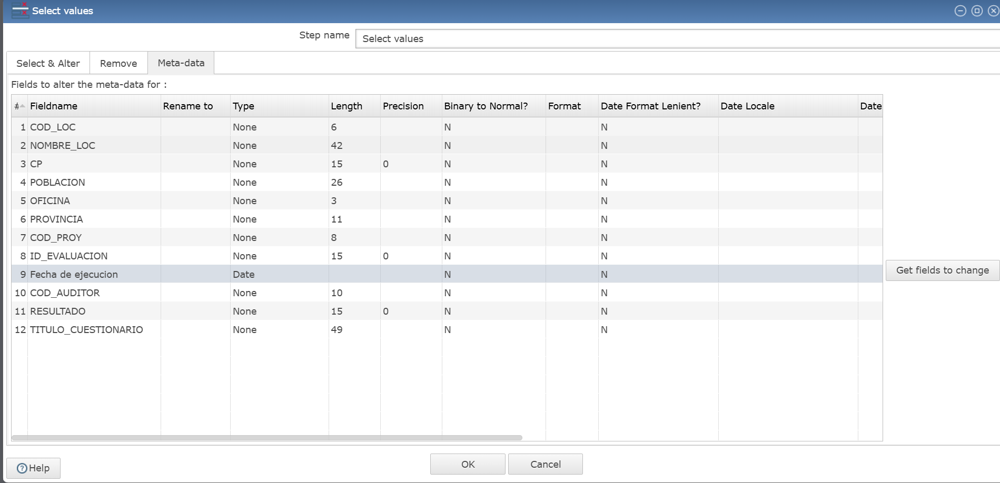 Select values
Step name Select values
Select & Alter Remove Meta-data
Fields to alter the meta-data for :
# Fieldname Rename to Type Length Precision Binary to Normal? Format Date Format Lenient? Date Locale Date
1 COD_LOC None 6 N N
2 NOMBRE_LOC None 42 N N
3 CP None 15 0 N N
4 POBLACION None 26 N N
5 OFICINA None 3 N N
6 PROVINCIA None 11 N N
7 COD_PROY None 8 N N
8 ID_EVALUACION None 15 0 N N
9 Fecha de ejecucion Date N N
Get fields to change
10 COD_AUDITOR None 10 N N
11 RESULTADO None 15 0 N N
12 TITULO_CUESTIONARIO None 49 N N
Help OK Cancel